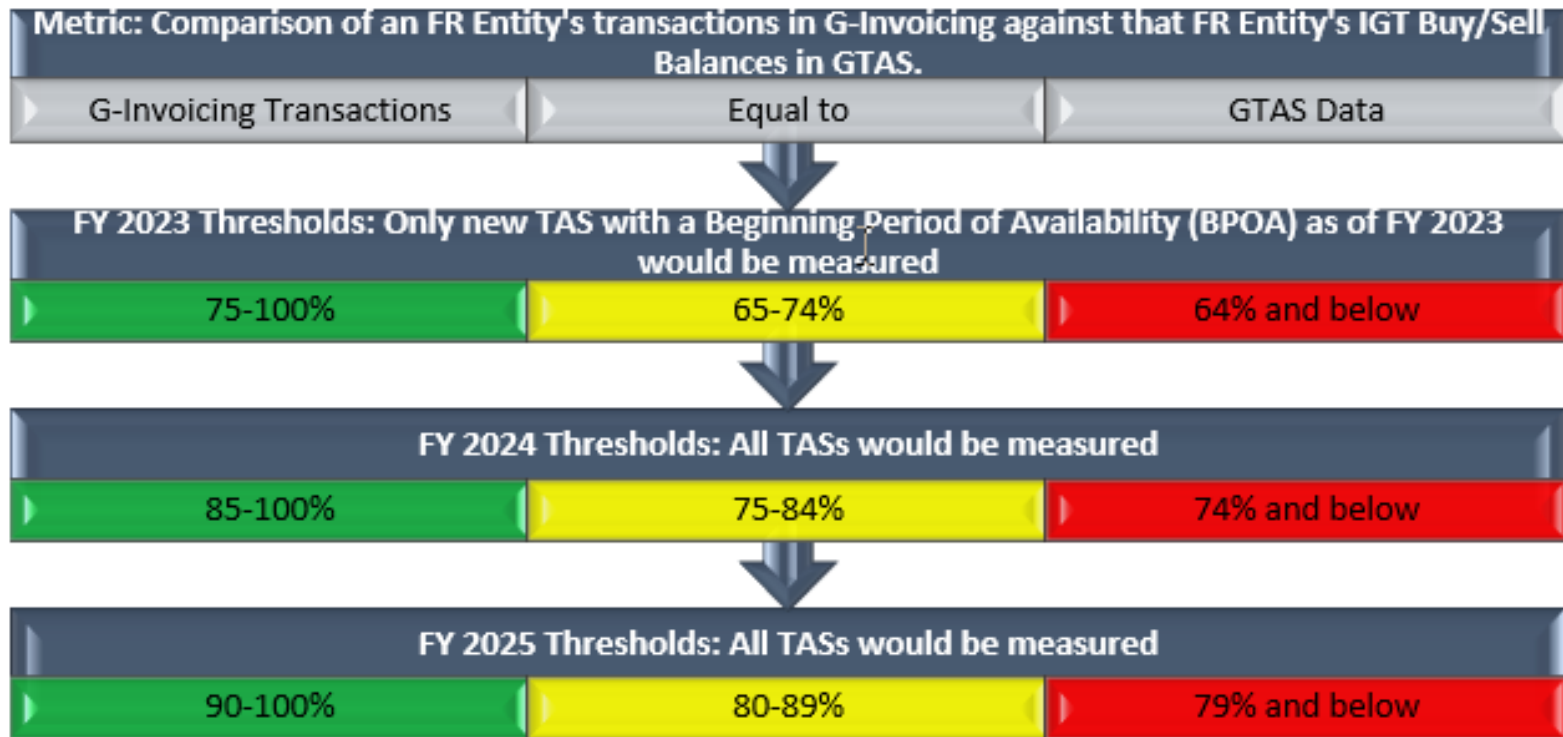 Metric: Comparison of an FR Entity's transactions in G-Invoicing against that FR Entity's IGT Buy/Sell
Balances in GTAS.
G-Invoicing Transactions
Equal to
GTAS Data
FY 2023 Thresholds: Only new TAS with a Beginning Period of Availability (BPOA) as of FY 2023
would be measured
75-100%
65-74%
64% and below
FY 2024 Thresholds: All TASs would be measured
85-100%
75-84%
74% and below
FY 2025 Thresholds: All TASs would be measured
90-100%
80-89%
79% and below